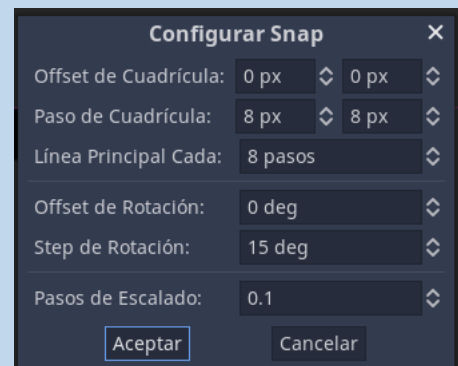 Configurar Snap
Offset de Cuadrícula: 0 px 0 px
Paso de Cuadrícula: 8 px 8 px
Línea Principal Cada: 8 pasos
Offset de Rotación: 0 deg
Step de Rotación: 15 deg
Pasos de Escalado: 0.1
Aceptar Cancelar